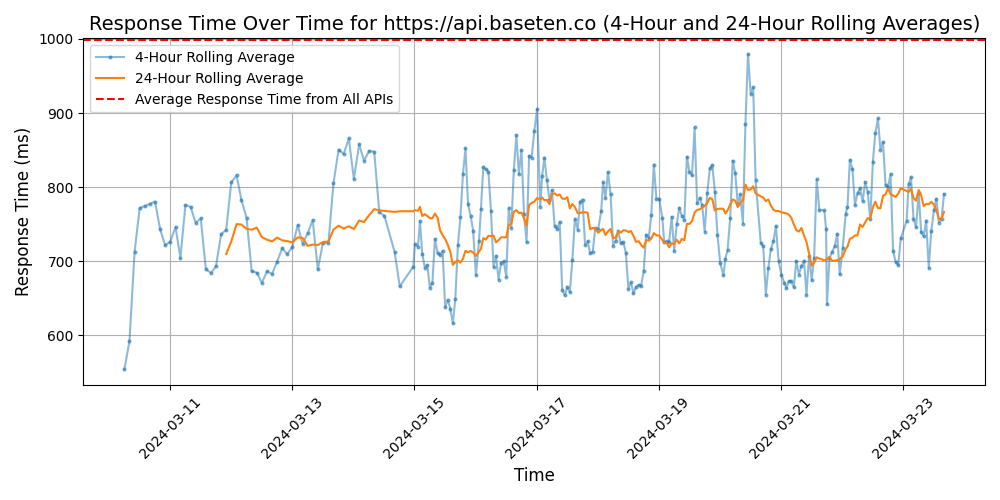 Response Time Over Time for https://api.baseten.co (4-Hour and 24-Hour Rolling Averages)
4-Hour Rolling Average
24-Hour Rolling Average
Average Response Time from All APIs
Response Time (ms)
1000
900
800
700
600
2024-03-11
2024-03-13
2024-03-15
2024-03-17
2024-03-19
2024-03-21
2024-03-23
Time